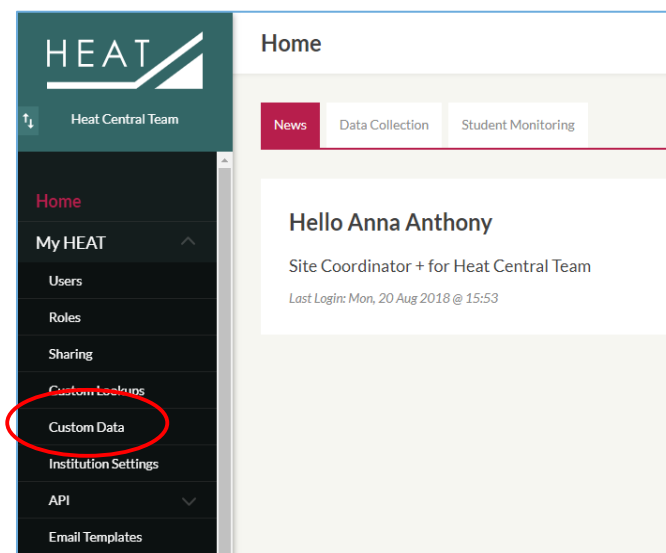 HEAT
Heat Central Team
Home
My HEAT
Users
Roles
Sharing
Custom Lookups
Custom Data
Institution Settings
API
Email Templates
Home
News Data Collection Student Monitoring
Hello Anna Anthony
Site Coordinator + for Heat Central Team
Last Login: Mon, 20 Aug 2018 @ 15:53